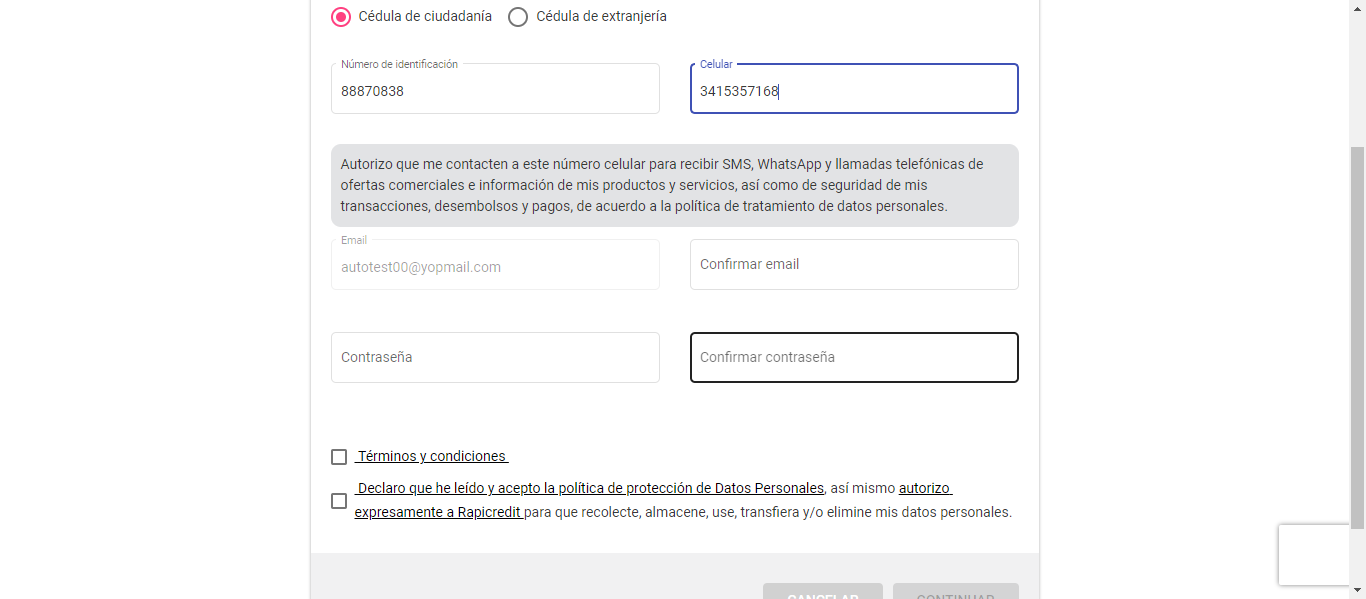 Cédula de ciudadanía Cédula de extranjería
Número de identificación Celular
88870838 3415357168
Autorizo que me contacten a este número celular para recibir SMS, WhatsApp y llamadas telefónicas de
ofertas comerciales e información de mis productos y servicios, así como de seguridad de mis
transacciones, desembolsos y pagos, de acuerdo a la política de tratamiento de datos personales.
Email
autotest00@yopmail.com Confirmar email
Contraseña Confirmar contraseña
Términos y condiciones
Declaro que he leído y acepto la política de protección de Datos Personales, así mismo autorizo
expresamente a Rapicredit para que recolecte, almacene, use, transfiera y/o elimine mis datos personales.
CANCELAR CONTINUAR